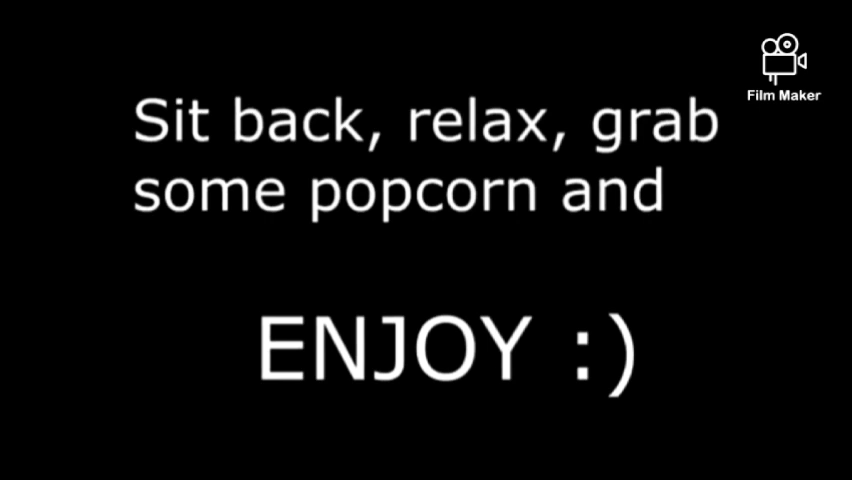 Film Maker
Sit back, relax, grab
some popcorn and
ENJOY :)